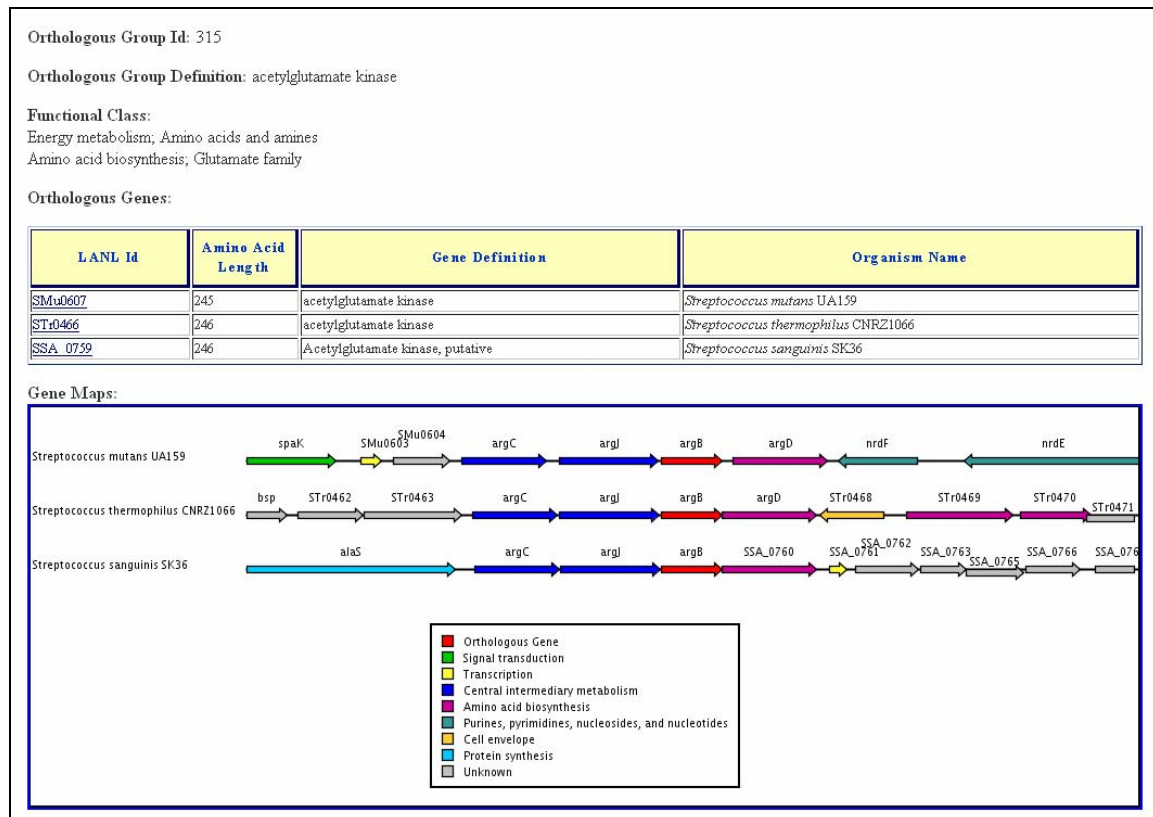 Orthologous Group Id: 315
Orthologous Group Definition: acetylglutamate kinase
Functional Class:
Energy metabolism; Amino acids and amines
Amino acid biosynthesis; Glutamate family
Orthologous Genes:
LANL Id Amino Acid Length Gene Definition Organism Name
SMu0607 245 acetylglutamate kinase Streptococcus mutans UA159
STr0466 246 acetylglutamate kinase Streptococcus thermophilus CNRZ1066
SSA_0759 246 Acetylglutamate kinase, putative Streptococcus sanguinis SK36
Gene Maps:
Streptococcus mutans UA159 spaK SMu0603 SMu0604 argC argJ argB argD nrdF nrdE
Streptococcus thermophilus CNRZ1066 bsp STr0462 STr0463 argC argJ argB argD STr0468 STr0469 STr0470 STr0471
Streptococcus sanguinis SK36 alaS argC argJ argB SSA_0760 SSA_0761 SSA_0762 SSA_0763 SSA_0765 SSA_0766 SSA_076
Orthologous Gene
Signal transduction
Transcription
Central intermediary metabolism
Amino acid biosynthesis
Purines, pyrimidines, nucleosides, and nucleotides
Cell envelope
Protein synthesis
Unknown